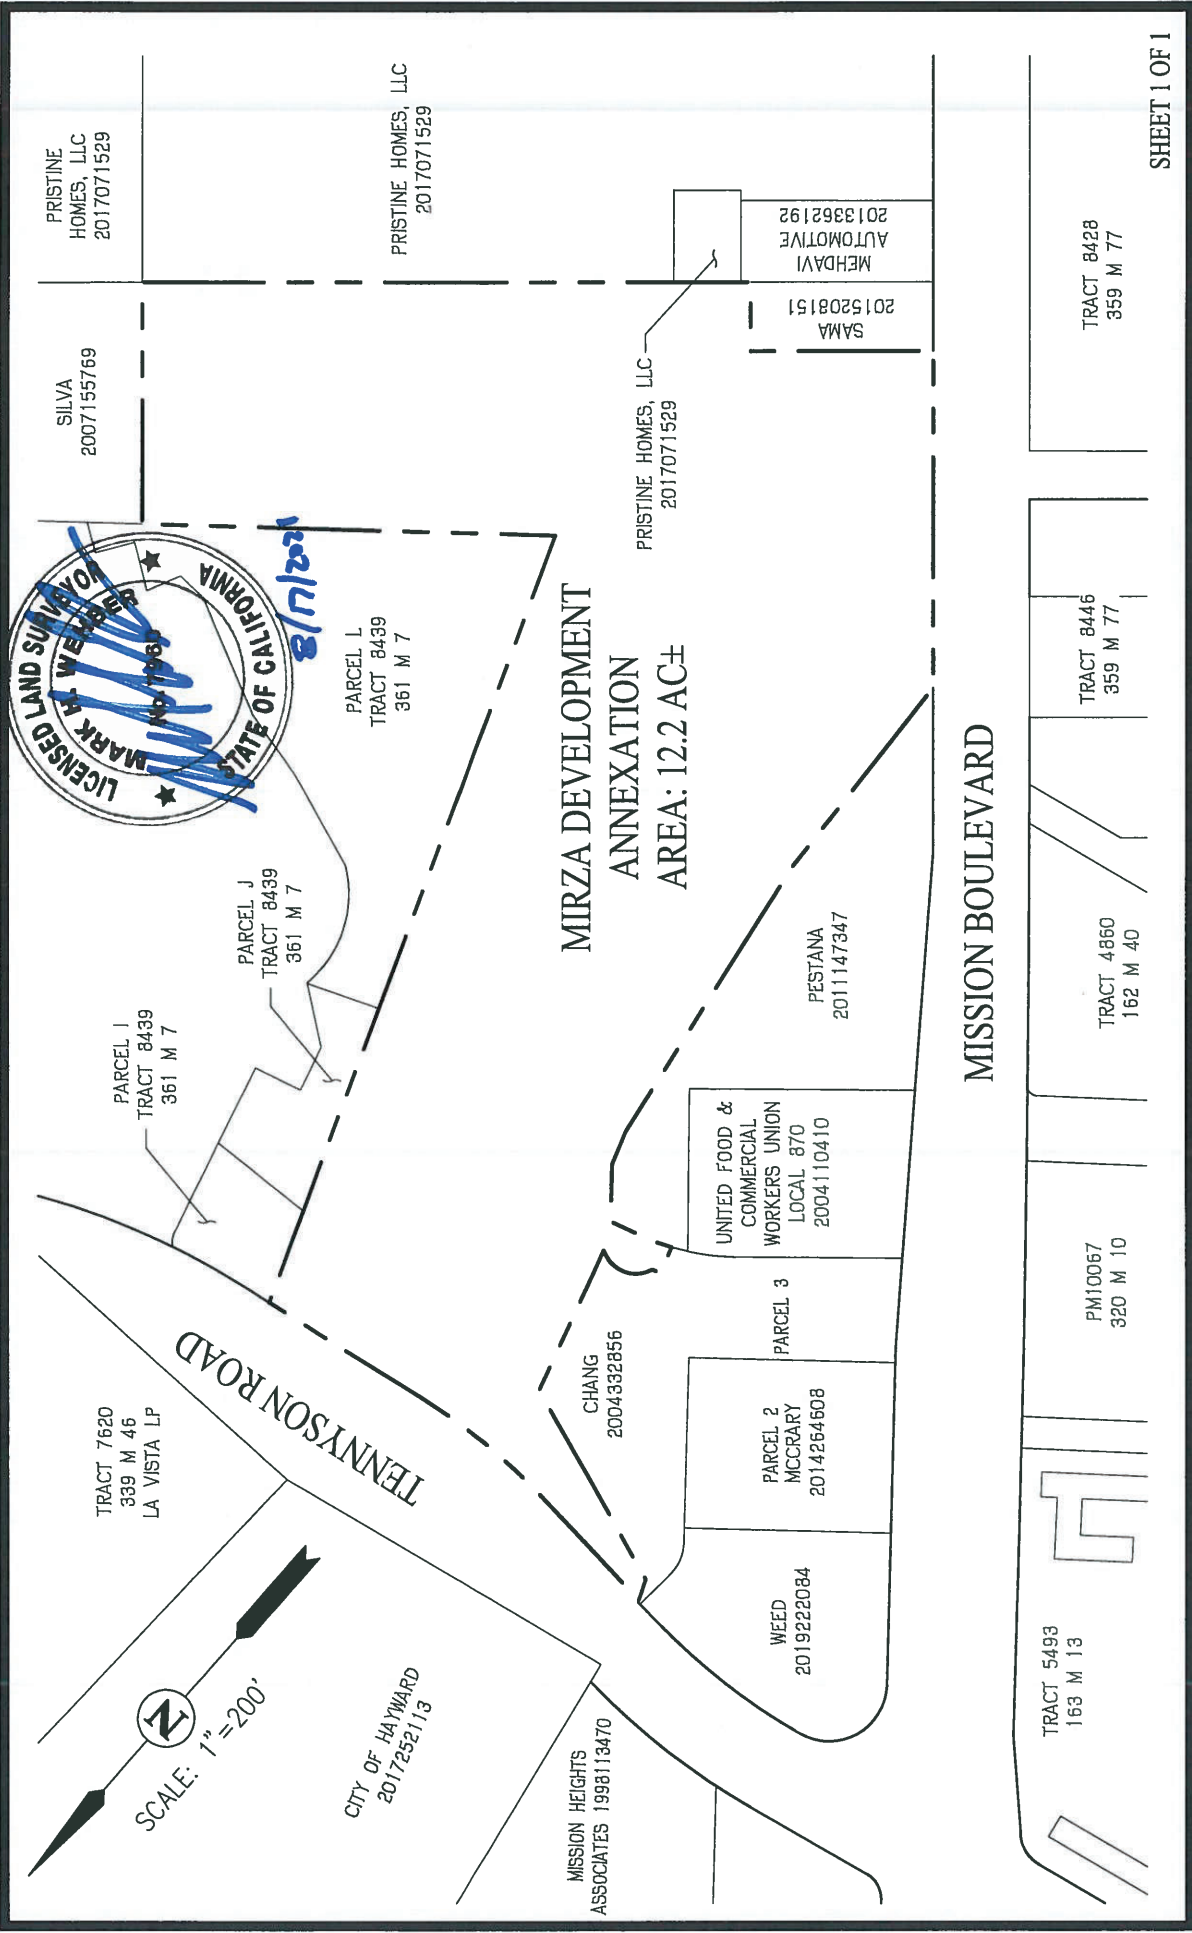 TRACT 7620
339 M 46
LA VISTA LP
TENNYSON ROAD
SCALE: 1"=200'
N
CITY OF HAYWARD
2017252113
MISSION HEIGHTS
ASSOCIATES 1998113470
PARCEL I
TRACT 8439
361 M 7
PARCEL J
TRACT 8439
361 M 7
PARCEL L
TRACT 8439
361 M 7
LICENSED LAND SURVEYOR
MARK H. WEHBER
No. 7960
STATE OF CALIFORNIA
8/17/2021
SILVA
2007155769
PRISTINE
HOMES, LLC
2017071529
PRISTINE HOMES, LLC
2017071529
PRISTINE HOMES, LLC
2017071529
MEHDAVI
AUTOMOTIVE
2013362192
SAMA
2015208151
MIRZA DEVELOPMENT
ANNEXATION
AREA: 12.2 AC±
CHANG
2004332856
WEED
2019222084
PARCEL 2
MCCRARY
2014264608
PARCEL 3
UNITED FOOD &
COMMERCIAL
WORKERS UNION
LOCAL 870
2004110410
PESTANA
2011147347
MISSION BOULEVARD
TRACT 5493
163 M 13
PM10067
320 M 10
TRACT 4860
162 M 40
TRACT 8446
359 M 77
TRACT 8428
359 M 77
SHEET 1 OF 1